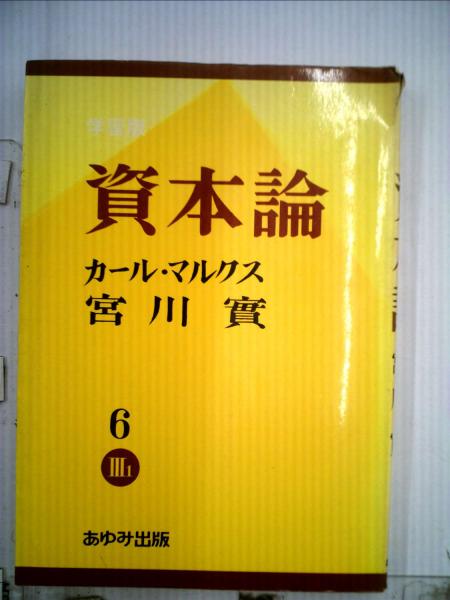 学習版
資本論
カール・マルクス
宮川實
6
III1
あゆみ出版